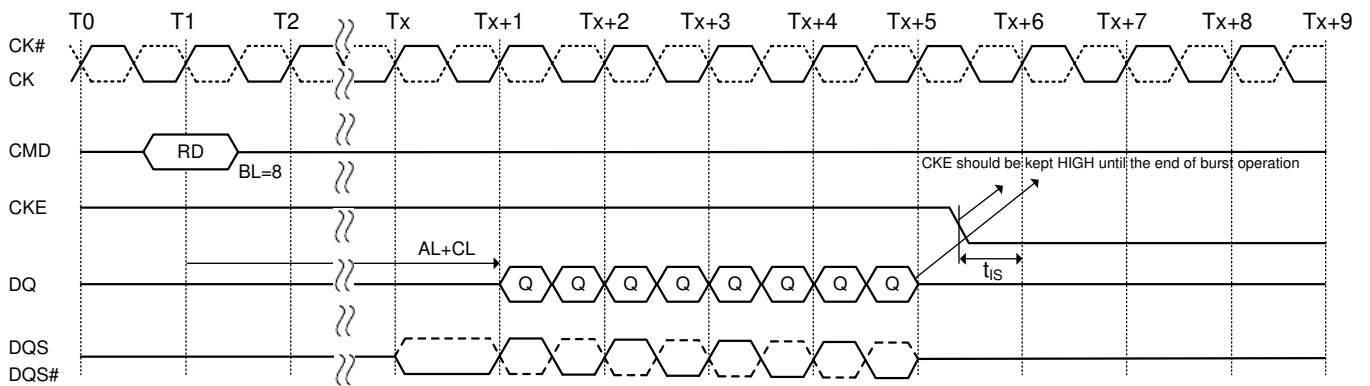 T0 T1 T2 Tx Tx+1 Tx+2 Tx+3 Tx+4 Tx+5 Tx+6 Tx+7 Tx+8 Tx+9
CK#
CK
CMD RD
BL=8
CKE should be kept HIGH until the end of burst operation
CKE
AL+CL
tIS
DQ Q Q Q Q Q Q Q Q
DQS
DQS#